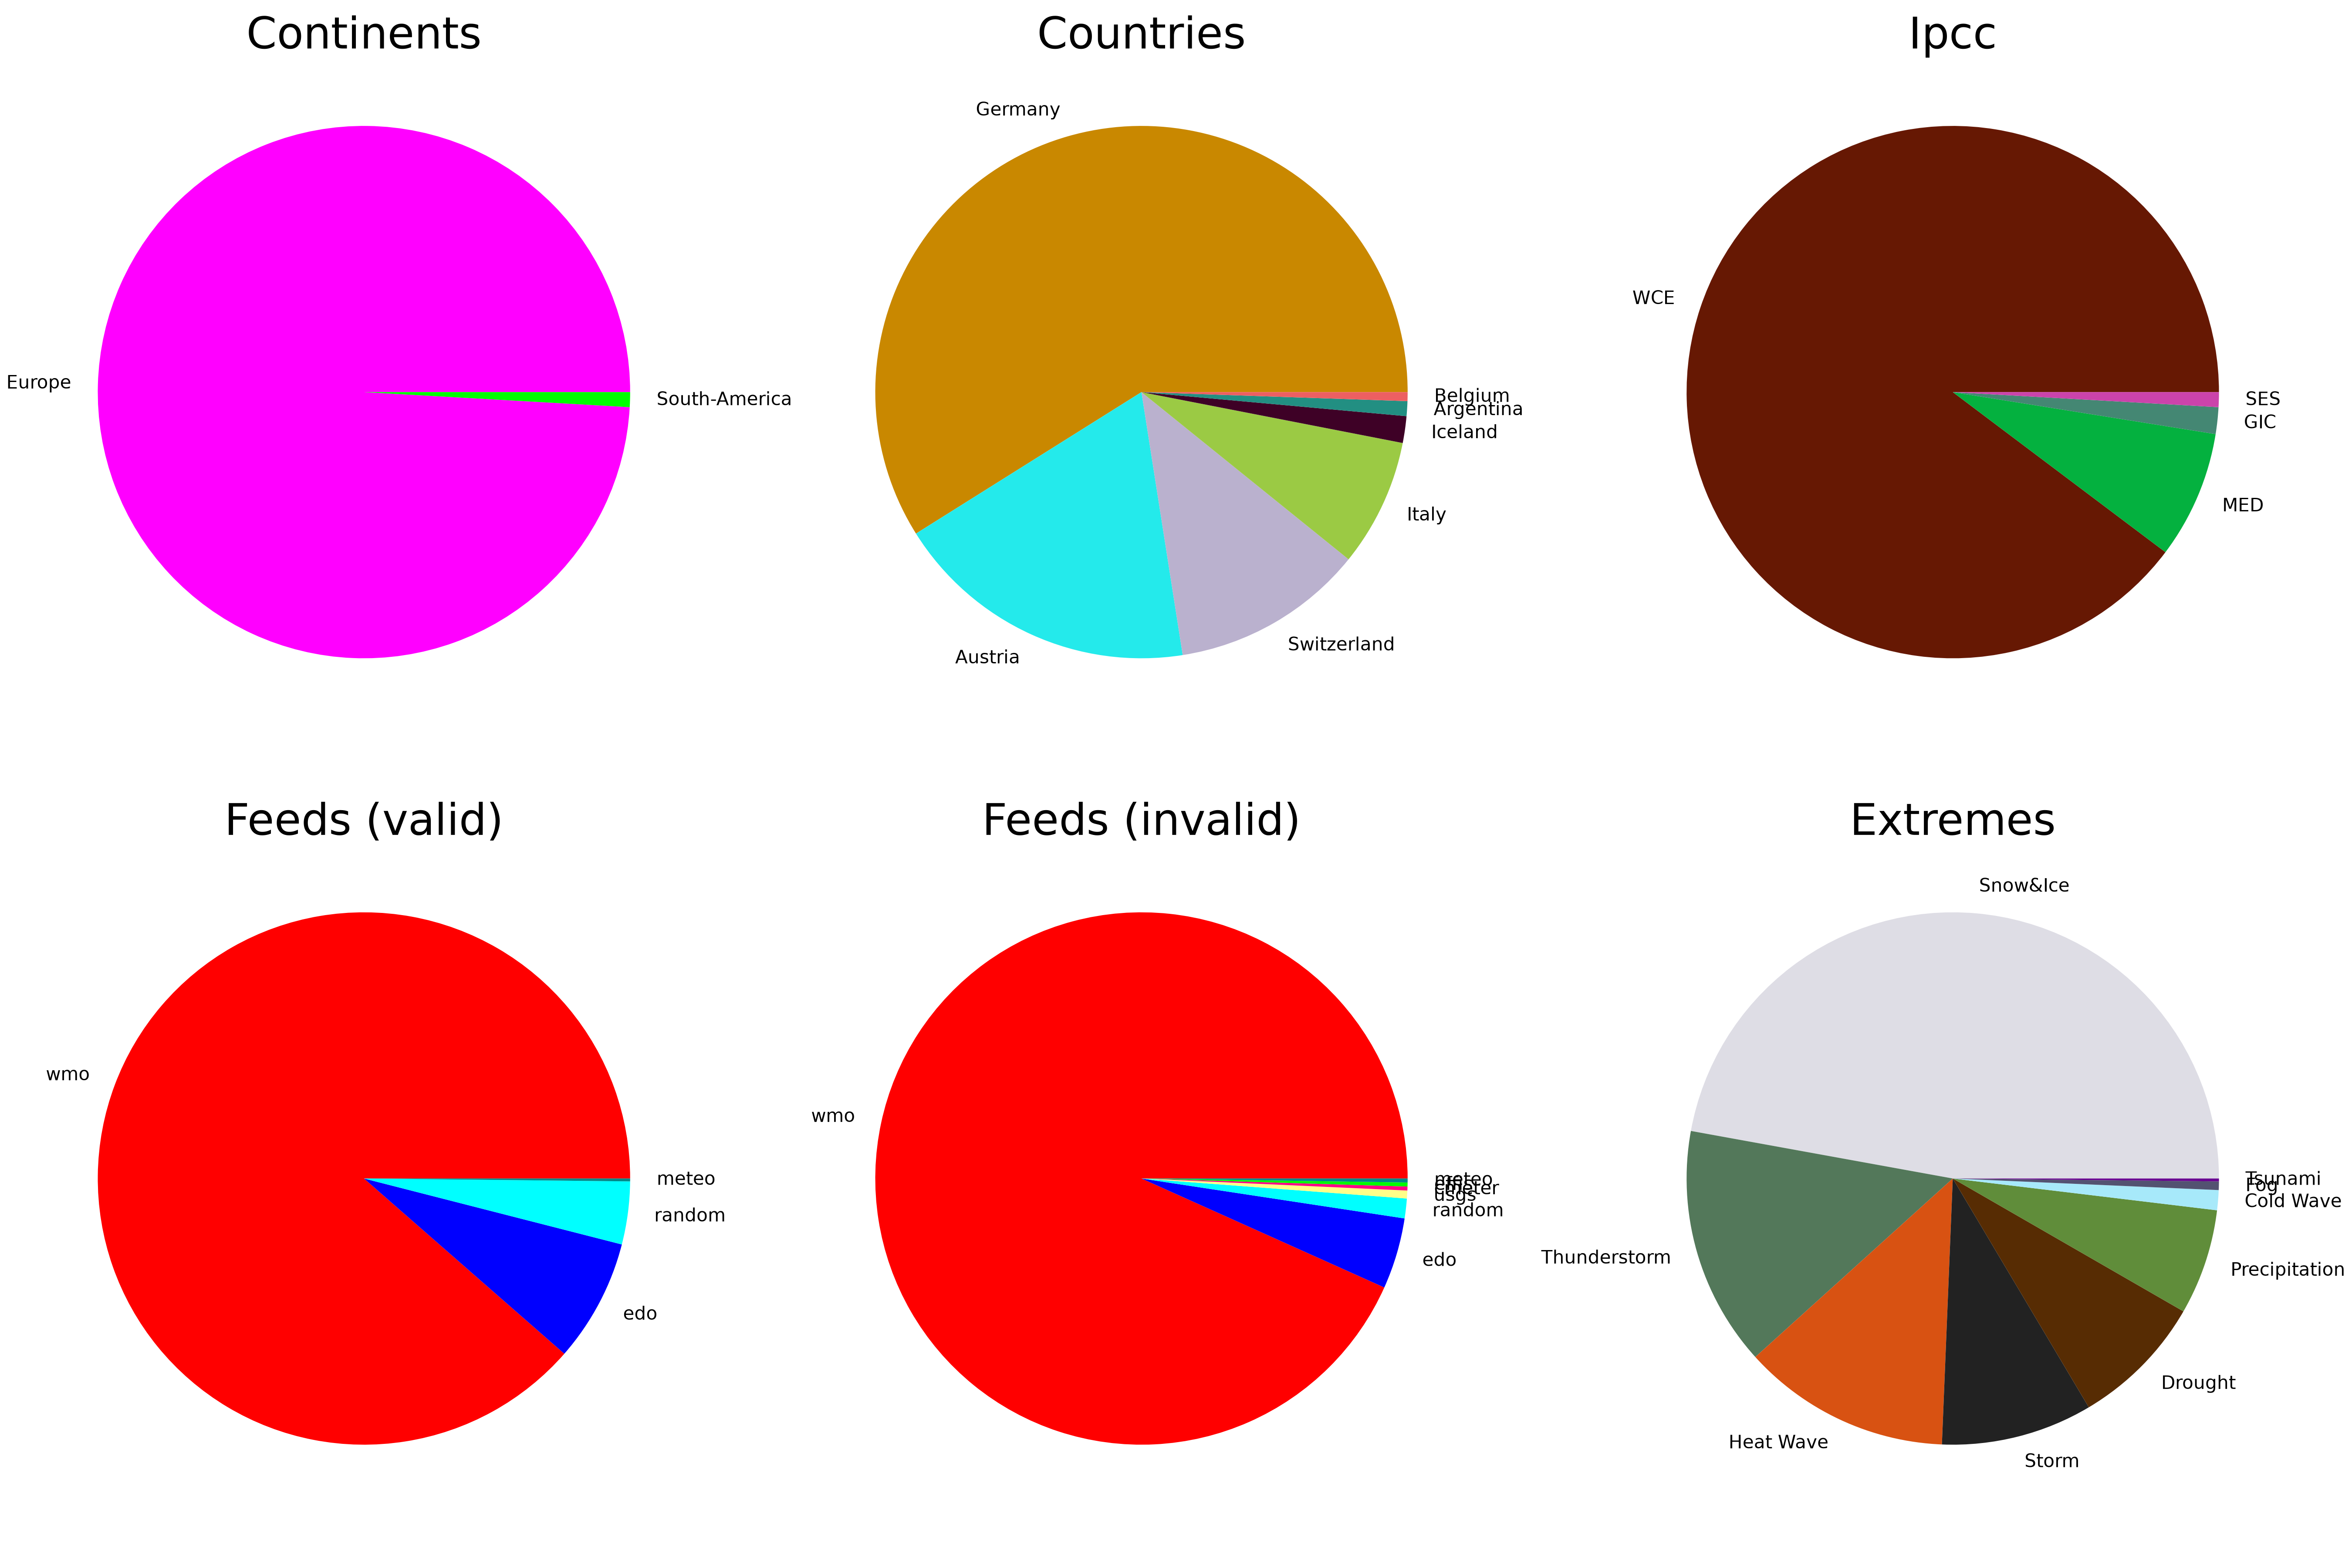 Continents
Europe
South-America
Countries
Germany
Belgium
Argentina
Iceland
Italy
Switzerland
Austria
Ipcc
WCE
SES
GIC
MED
Feeds (valid)
wmo
meteo
random
edo
Feeds (invalid)
wmo
meteo
usgs
random
edo
Extremes
Snow&Ice
Tsunami
Fog
Cold Wave
Precipitation
Thunderstorm
Drought
Heat Wave
Storm